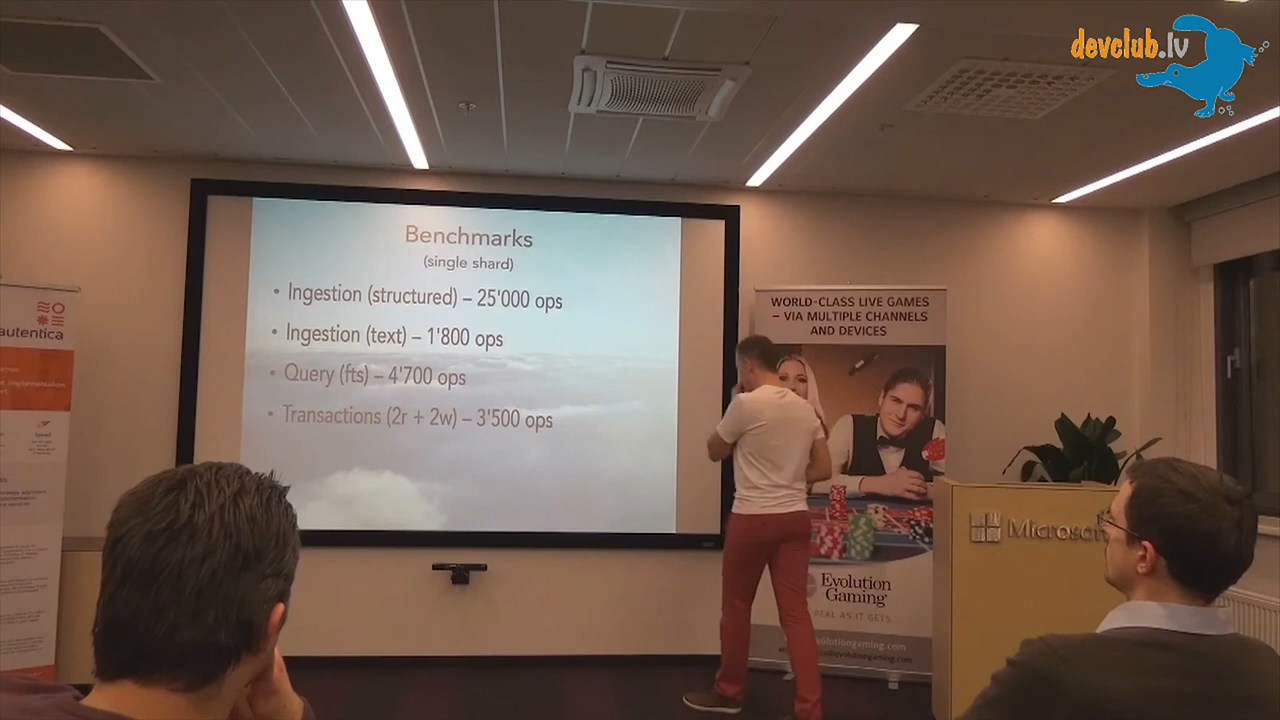 devclub.lv
Benchmarks
(single shard)
• Ingestion (structured) – 25'000 ops
• Ingestion (text) – 1'800 ops
• Query (fts) – 4'700 ops
• Transactions (2r + 2w) – 3'500 ops
autentica
WORLD-CLASS LIVE GAMES
– VIA MULTIPLE CHANNELS
AND DEVICES
Evolution
Gaming
REAL AS IT GETS
Microsoft